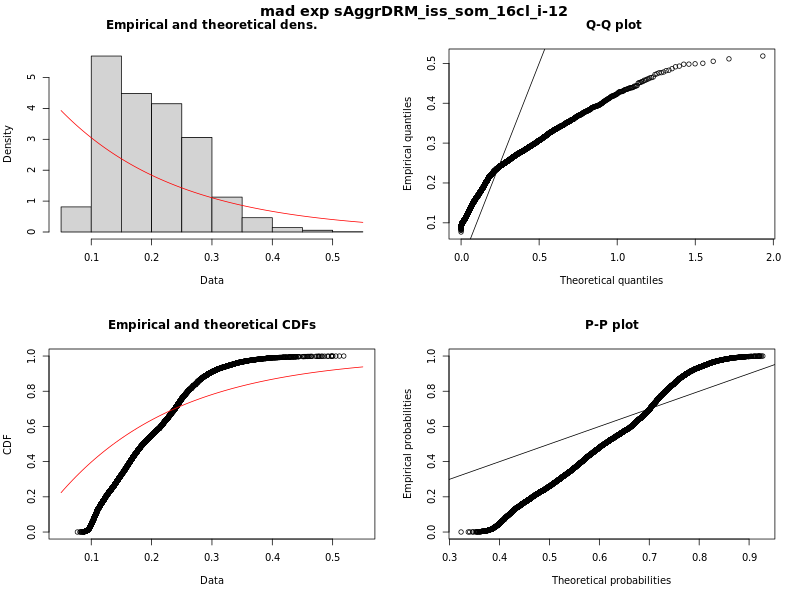 mad exp sAggrDRM_iss_som_16cl_i-12
Empirical and theoretical dens.
Density
0 1 2 3 4 5
0.1 0.2 0.3 0.4 0.5
Data
Q-Q plot
Empirical quantiles
0.1 0.2 0.3 0.4 0.5
0.0 0.5 1.0 1.5 2.0
Theoretical quantiles
Empirical and theoretical CDFs
CDF
0.0 0.2 0.4 0.6 0.8 1.0
0.1 0.2 0.3 0.4 0.5
Data
P-P plot
Empirical probabilities
0.0 0.2 0.4 0.6 0.8 1.0
0.3 0.4 0.5 0.6 0.7 0.8 0.9
Theoretical probabilities